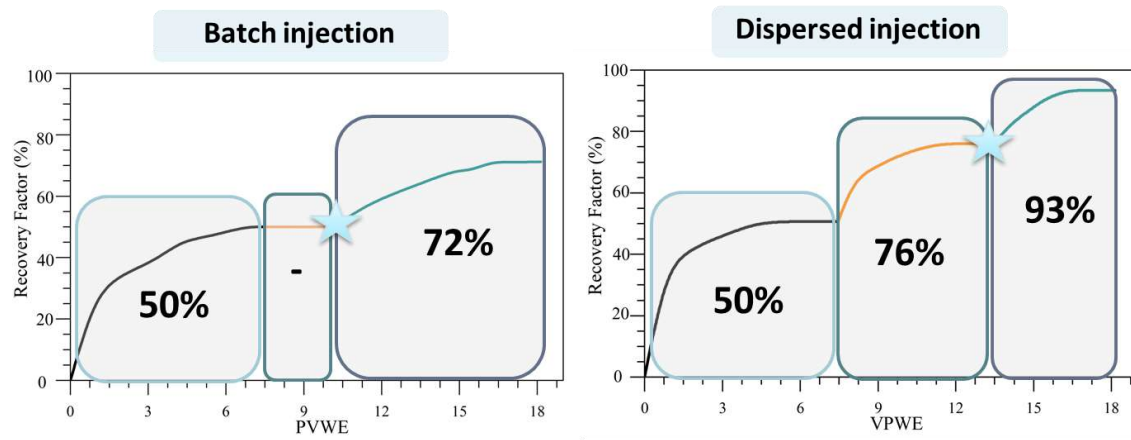 Batch injection
Recovery Factor (%)
100
80
60
40
20
0
50%
-
72%
0 3 6 9 12 15 18
PVWE
Dispersed injection
Recovery Factor (%)
100
80
60
40
20
0
50%
76%
93%
0 3 6 9 12 15 18
VPWE